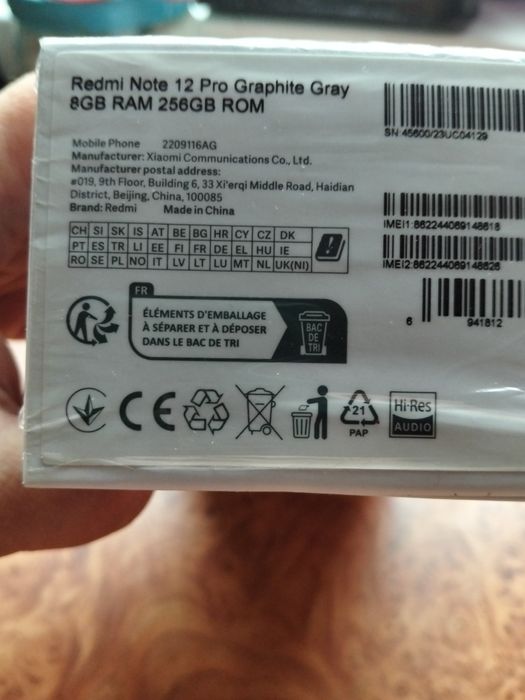 Redmi Note 12 Pro Graphite Gray
8GB RAM 256GB ROM
Mobile Phone 2209116AG
Manufacturer: Xiaomi Communications Co., Ltd.
Manufacturer postal address:
#019, 9th Floor, Building 6, 33 Xi'erqi Middle Road, Haidian
District, Beijing, China, 100085
Brand: Redmi Made in China
CH SI SK IS AT BE BG HR CY CZ DK
PT ES TR LI EE FI FR DE EL HU IE
RO SE PL NO IT LV LT LU MT NL UK(NI)
FR
ÉLÉMENTS D'EMBALLAGE
À SÉPARER ET À DÉPOSER
DANS LE BAC DE TRI
BAC
DE
TRI
CE
21
PAP
Hi-Res
AUDIO
SN:45600/23UC04129
IMEI1:862244069148618
IMEI2:862244069148626
6 941812